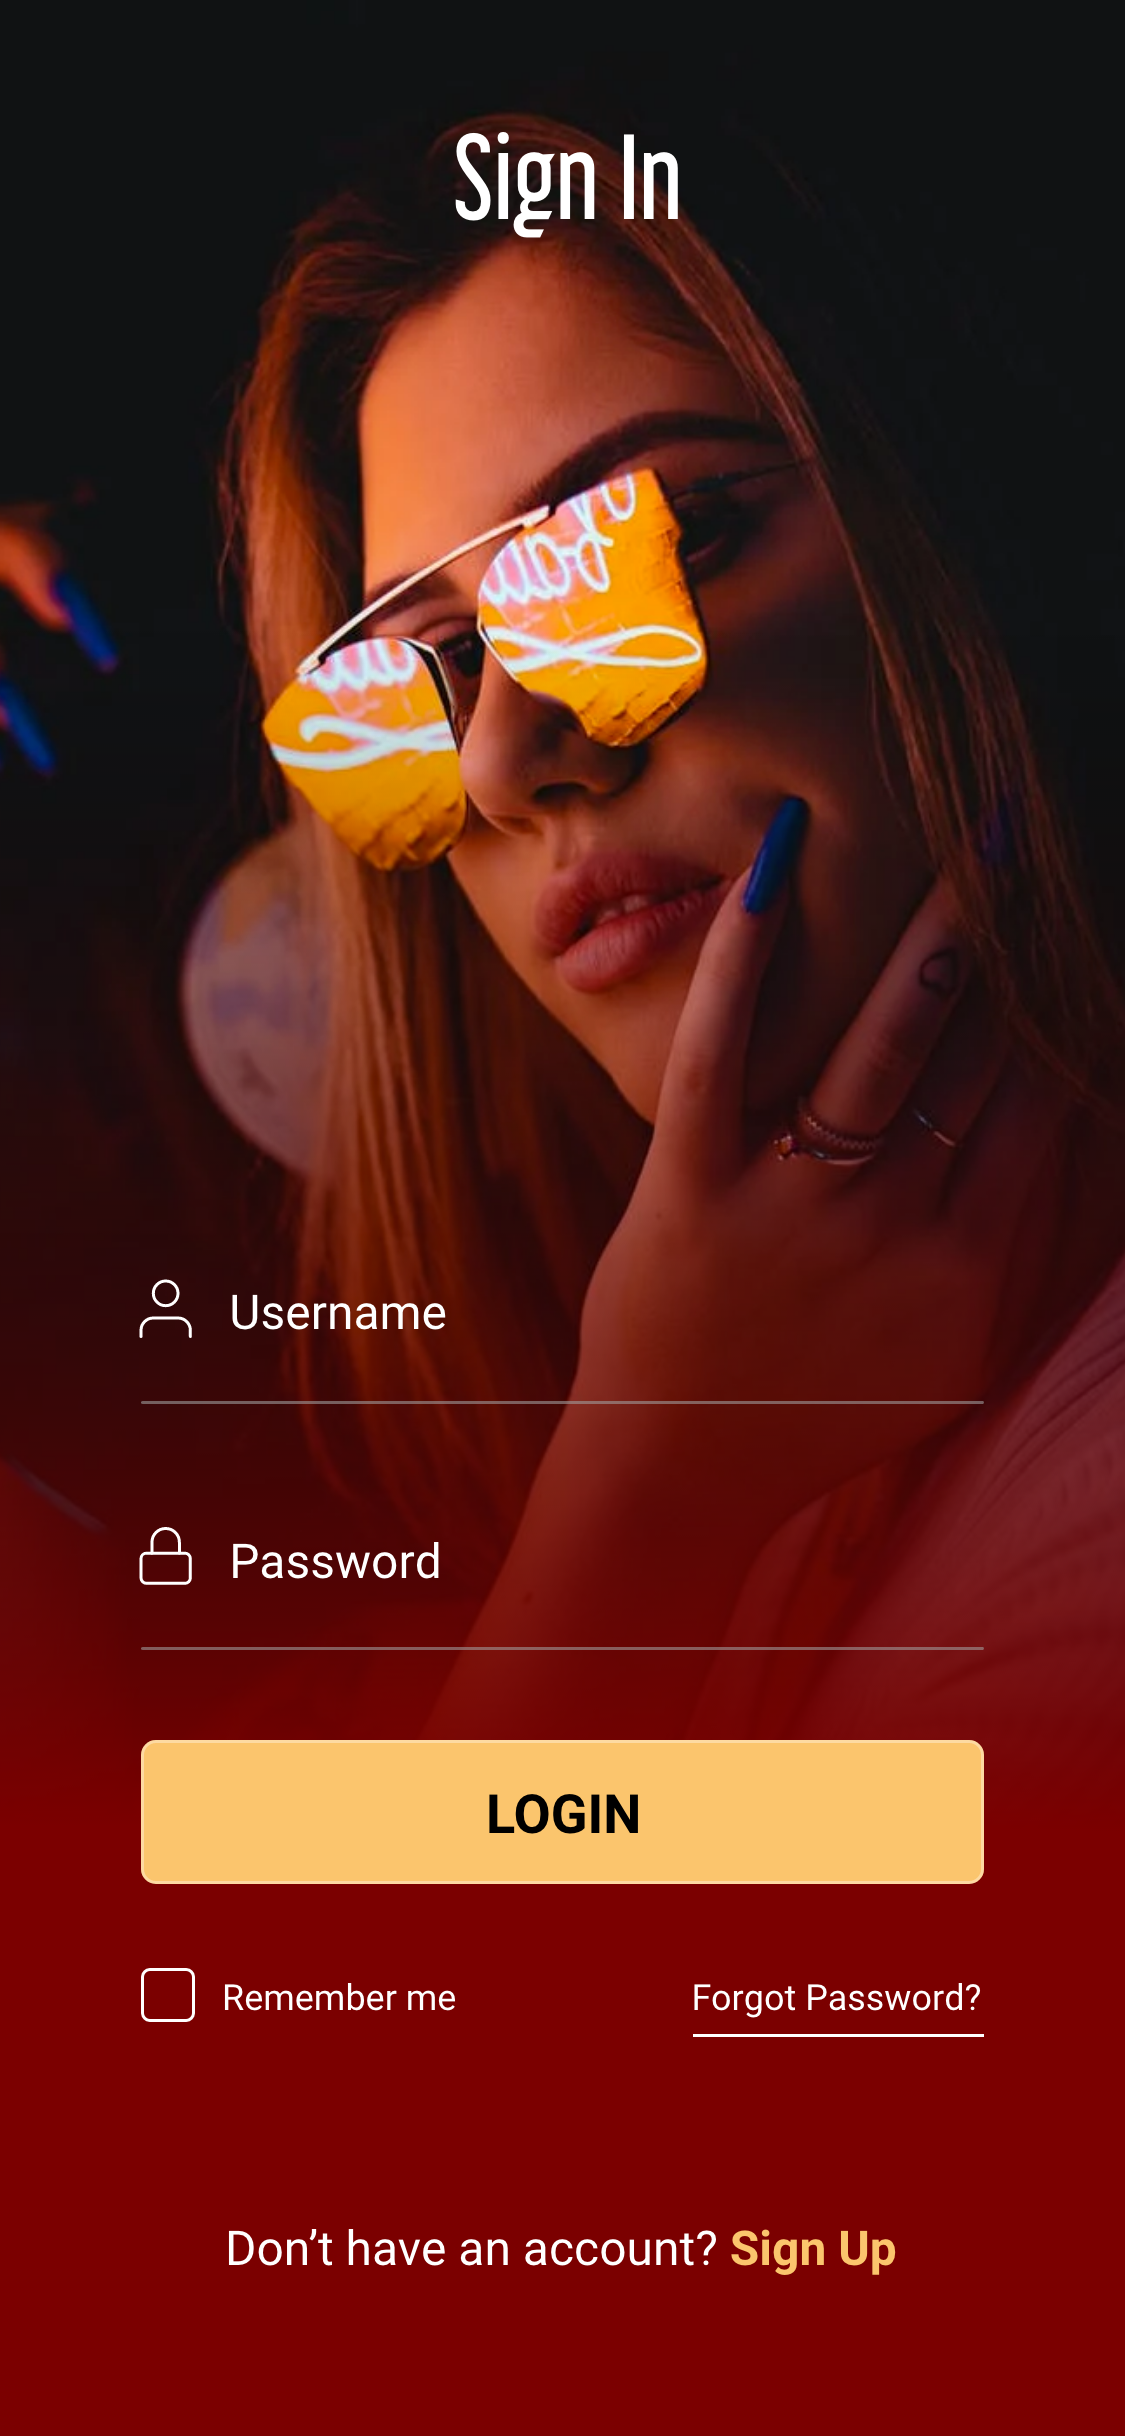 Sign In
Username
Password
LOGIN
Remember me
Forgot Password?
Don’t have an account? Sign Up